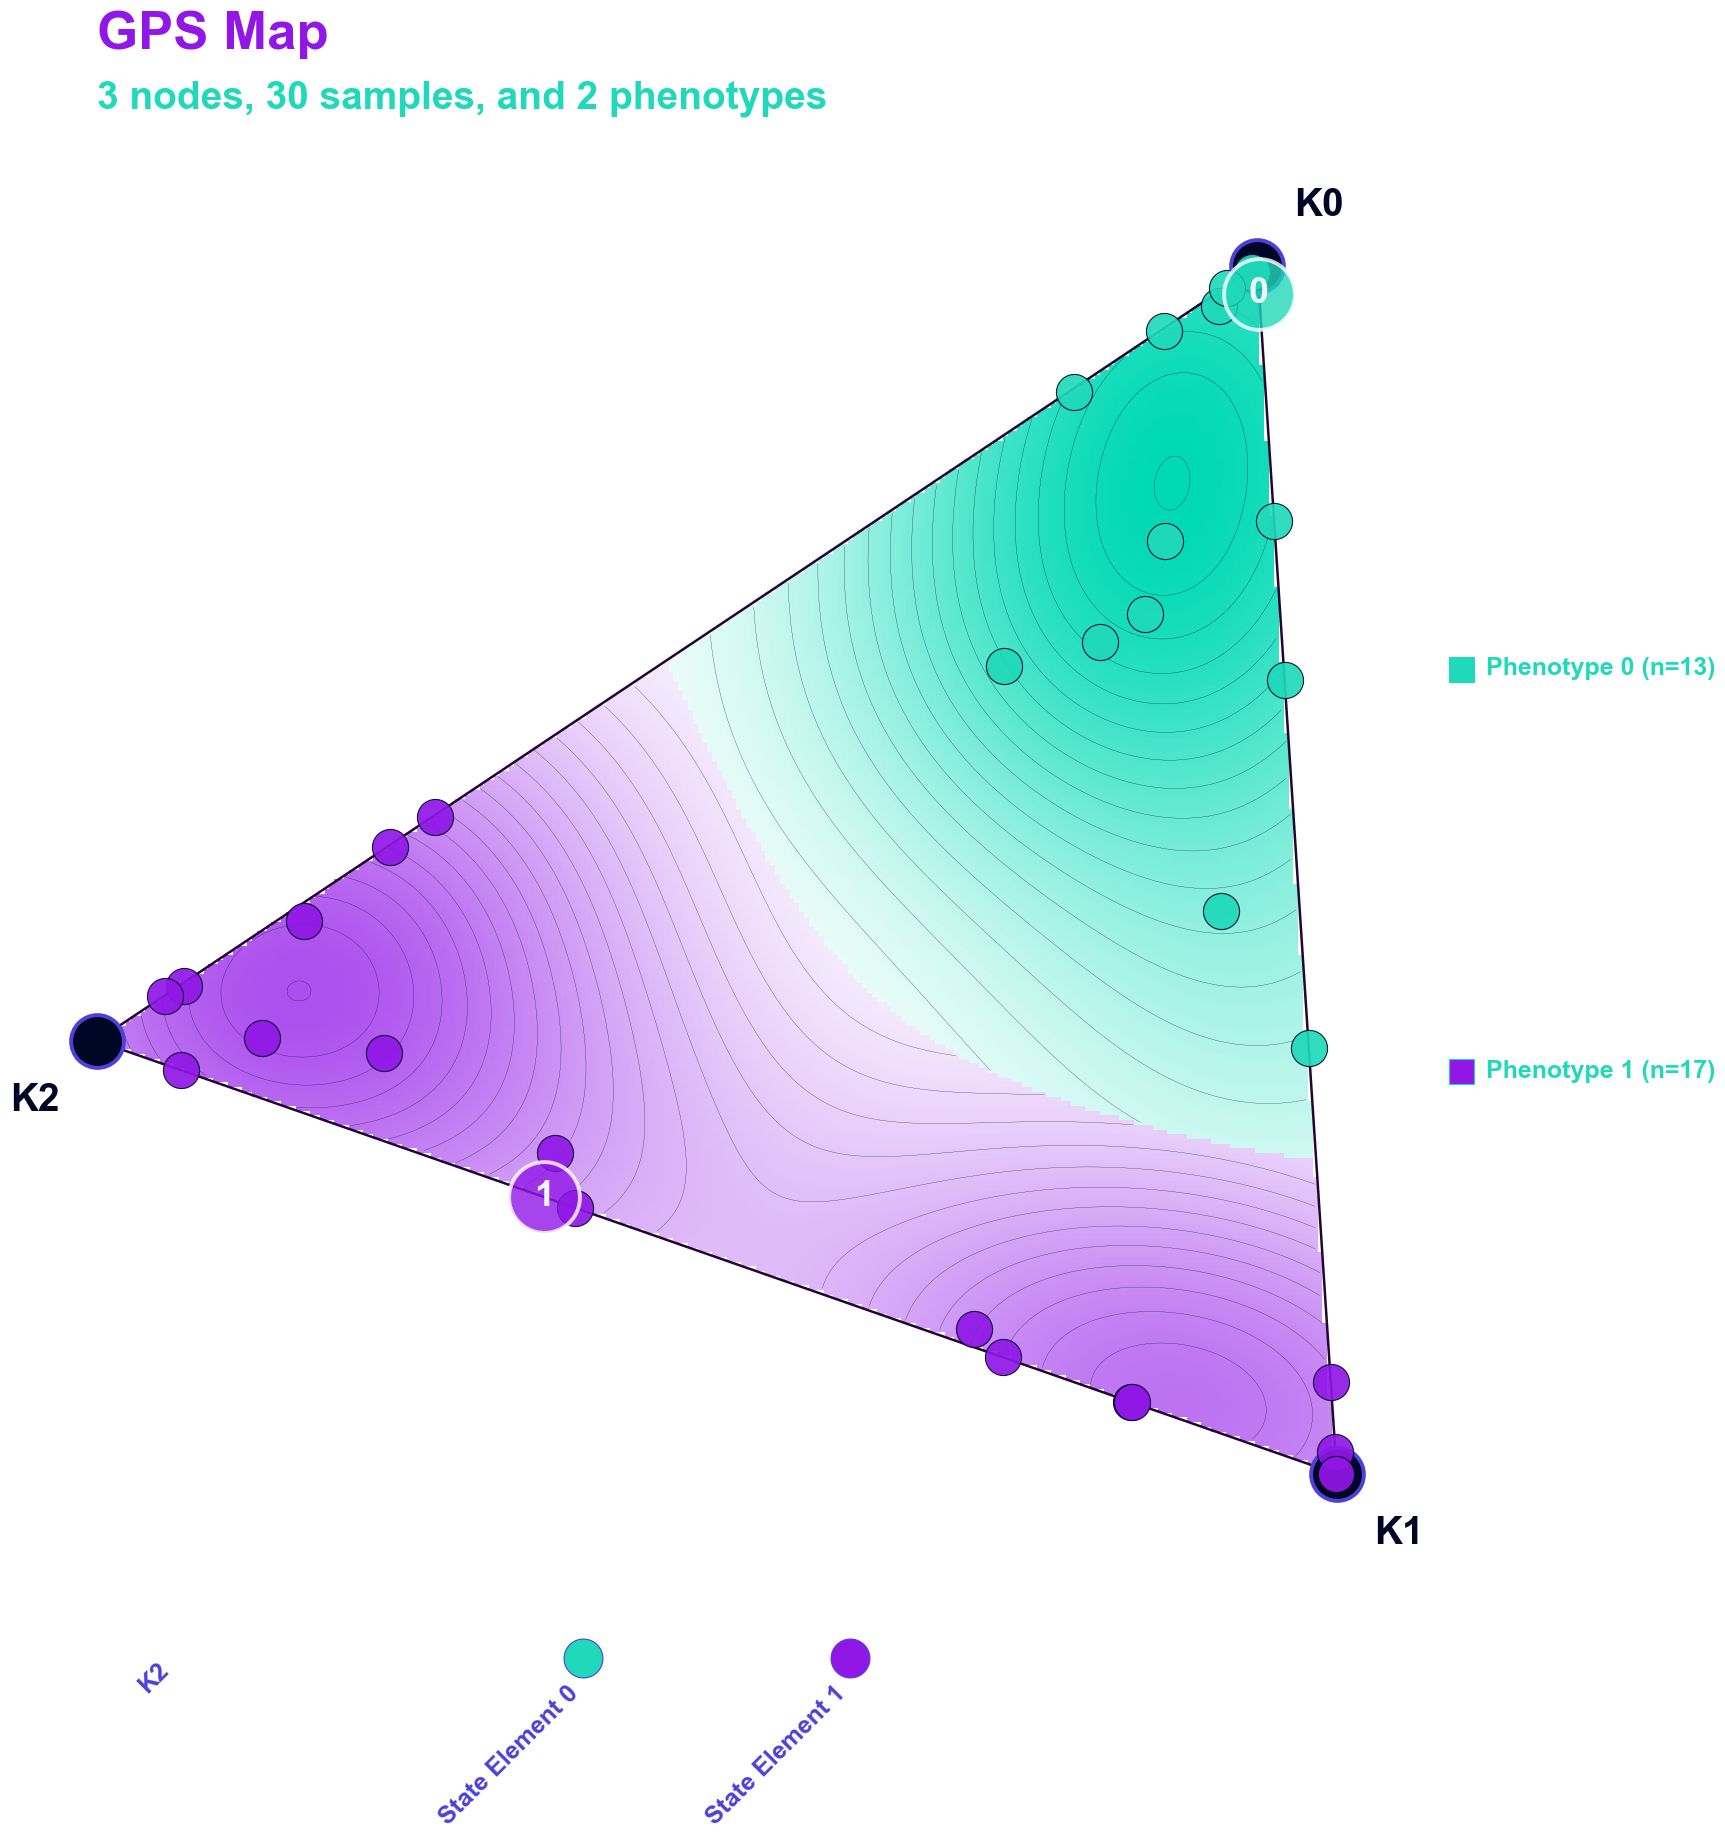 GPS Map
3 nodes, 30 samples, and 2 phenotypes
K0
0
Phenotype 0 (n=13)
Phenotype 1 (n=17)
K2
1
K1
K2
State Element 0
State Element 1